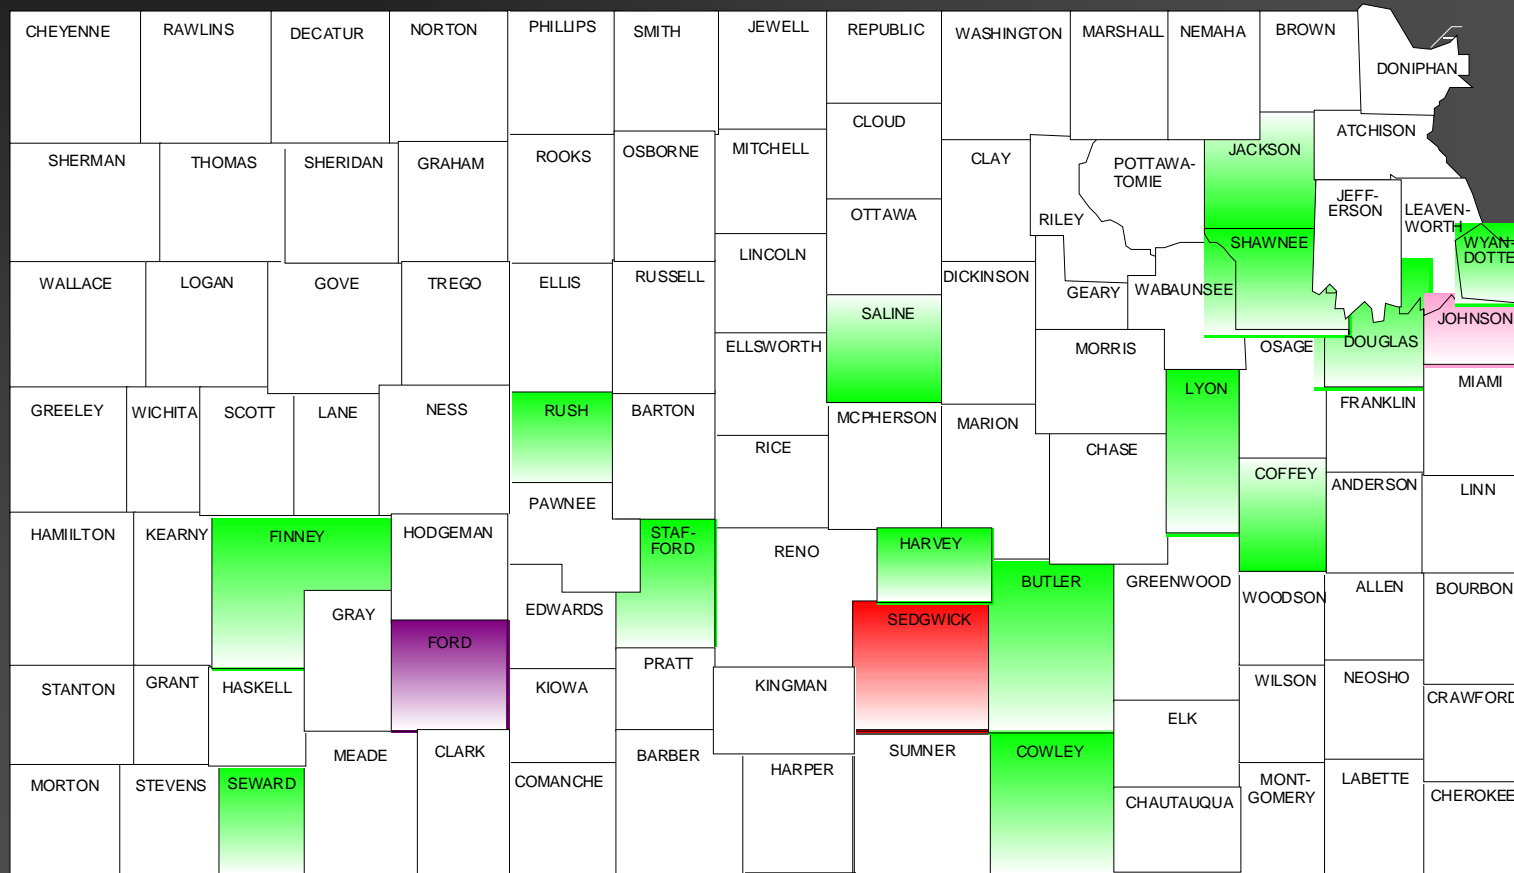 CHEYENNE
RAWLINS
DECATUR
NORTON
PHILLIPS
SMITH
JEWELL
REPUBLIC
WASHINGTON
MARSHALL
NEMAHA
BROWN
DONIPHAN
SHERMAN
THOMAS
SHERIDAN
GRAHAM
ROOKS
OSBORNE
MITCHELL
CLOUD
CLAY
RILEY
POTTAWA-
TOMIE
JACKSON
ATCHISON
JEFF-
ERSON
LEAVEN-
WORTH
WYAN-
DOTTE
WALLACE
LOGAN
GOVE
TREGO
ELLIS
RUSSELL
LINCOLN
OTTAWA
SALINE
DICKINSON
GEARY
WABAUNSEE
SHAWNEE
OSAGE
DOUGLAS
JOHNSON
ELLSWORTH
MORRIS
LYON
FRANKLIN
MIAMI
GREELEY
WICHITA
SCOTT
LANE
NESS
RUSH
BARTON
RICE
MCPHERSON
MARION
CHASE
COFFEY
ANDERSON
LINN
HAMIILTON
KEARNY
FINNEY
HODGEMAN
PAWNEE
STAF-
FORD
RENO
HARVEY
BUTLER
GREENWOOD
WOODSON
ALLEN
BOURBON
GRAY
FORD
EDWARDS
PRATT
SEDGWICK
STANTON
GRANT
HASKELL
KIOWA
KINGMAN
ELK
WILSON
NEOSHO
CRAWFORD
MORTON
STEVENS
SEWARD
MEADE
CLARK
COMANCHE
BARBER
HARPER
SUMNER
COWLEY
CHAUTAUQUA
MONT-
GOMERY
LABETTE
CHEROKEE